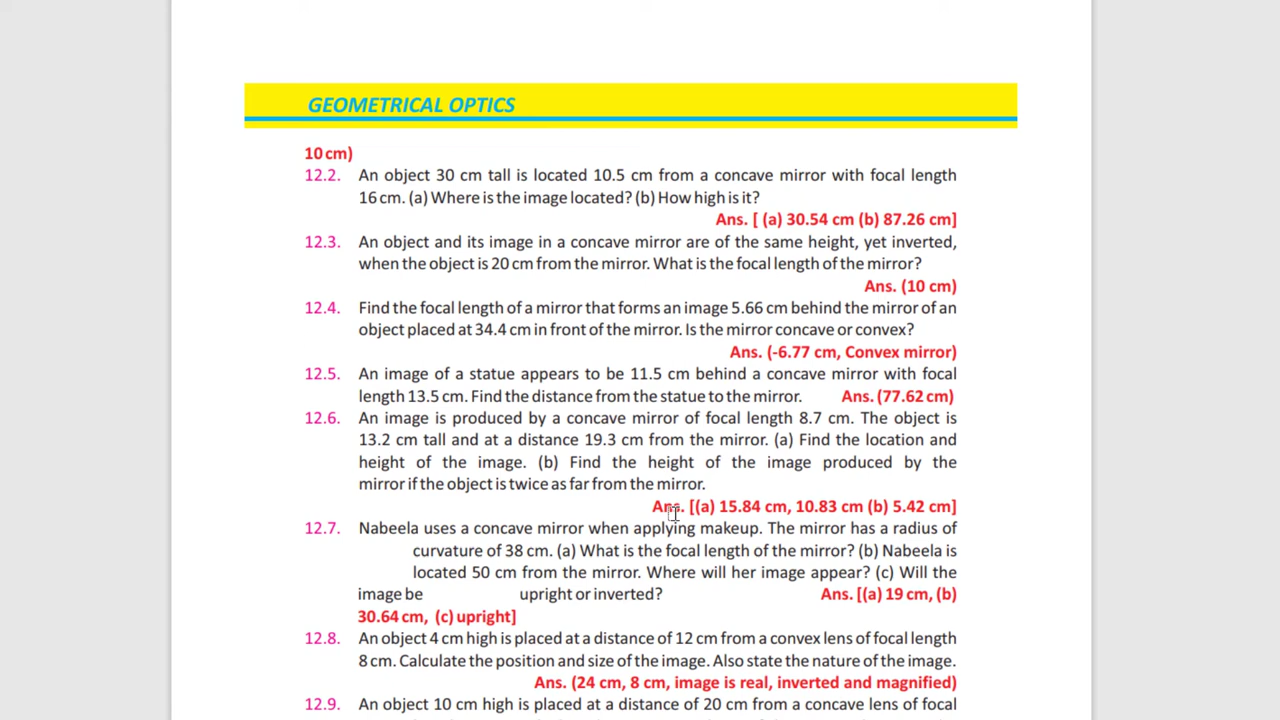 GEOMETRICAL OPTICS
10 cm)
12.2. An object 30 cm tall is located 10.5 cm from a concave mirror with focal length
16 cm. (a) Where is the image located? (b) How high is it?
Ans. [ (a) 30.54 cm (b) 87.26 cm]
12.3. An object and its image in a concave mirror are of the same height, yet inverted,
when the object is 20 cm from the mirror. What is the focal length of the mirror?
Ans. (10 cm)
12.4. Find the focal length of a mirror that forms an image 5.66 cm behind the mirror of an
object placed at 34.4 cm in front of the mirror. Is the mirror concave or convex?
Ans. (-6.77 cm, Convex mirror)
12.5. An image of a statue appears to be 11.5 cm behind a concave mirror with focal
length 13.5 cm. Find the distance from the statue to the mirror. Ans. (77.62 cm)
12.6. An image is produced by a concave mirror of focal length 8.7 cm. The object is
13.2 cm tall and at a distance 19.3 cm from the mirror. (a) Find the location and
height of the image. (b) Find the height of the image produced by the
mirror if the object is twice as far from the mirror.
Ans. [(a) 15.84 cm, 10.83 cm (b) 5.42 cm]
12.7. Nabeela uses a concave mirror when applying makeup. The mirror has a radius of
curvature of 38 cm. (a) What is the focal length of the mirror? (b) Nabeela is
located 50 cm from the mirror. Where will her image appear? (c) Will the
image be upright or inverted? Ans. [(a) 19 cm, (b)
30.64 cm, (c) upright]
12.8. An object 4 cm high is placed at a distance of 12 cm from a convex lens of focal length
8 cm. Calculate the position and size of the image. Also state the nature of the image.
Ans. (24 cm, 8 cm, image is real, inverted and magnified)
12.9. An object 10 cm high is placed at a distance of 20 cm from a concave lens of focal